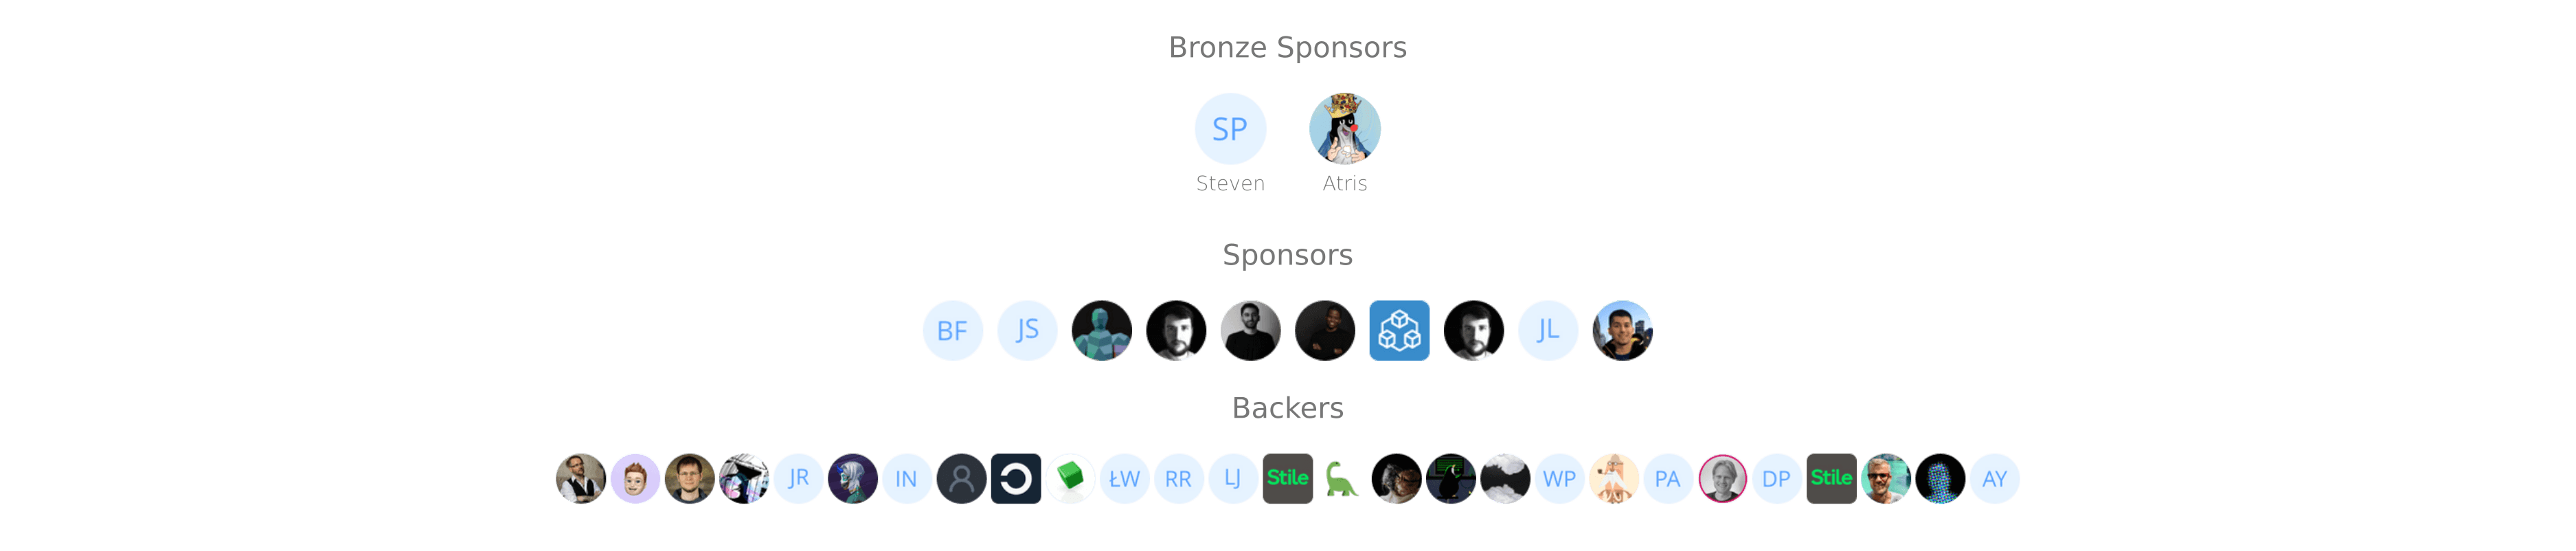 Bronze Sponsors
SP
Steven Atris
Sponsors
BF JS JL
Backers
JR IN ŁW RR LJ Stile WP PA DP Stile AY